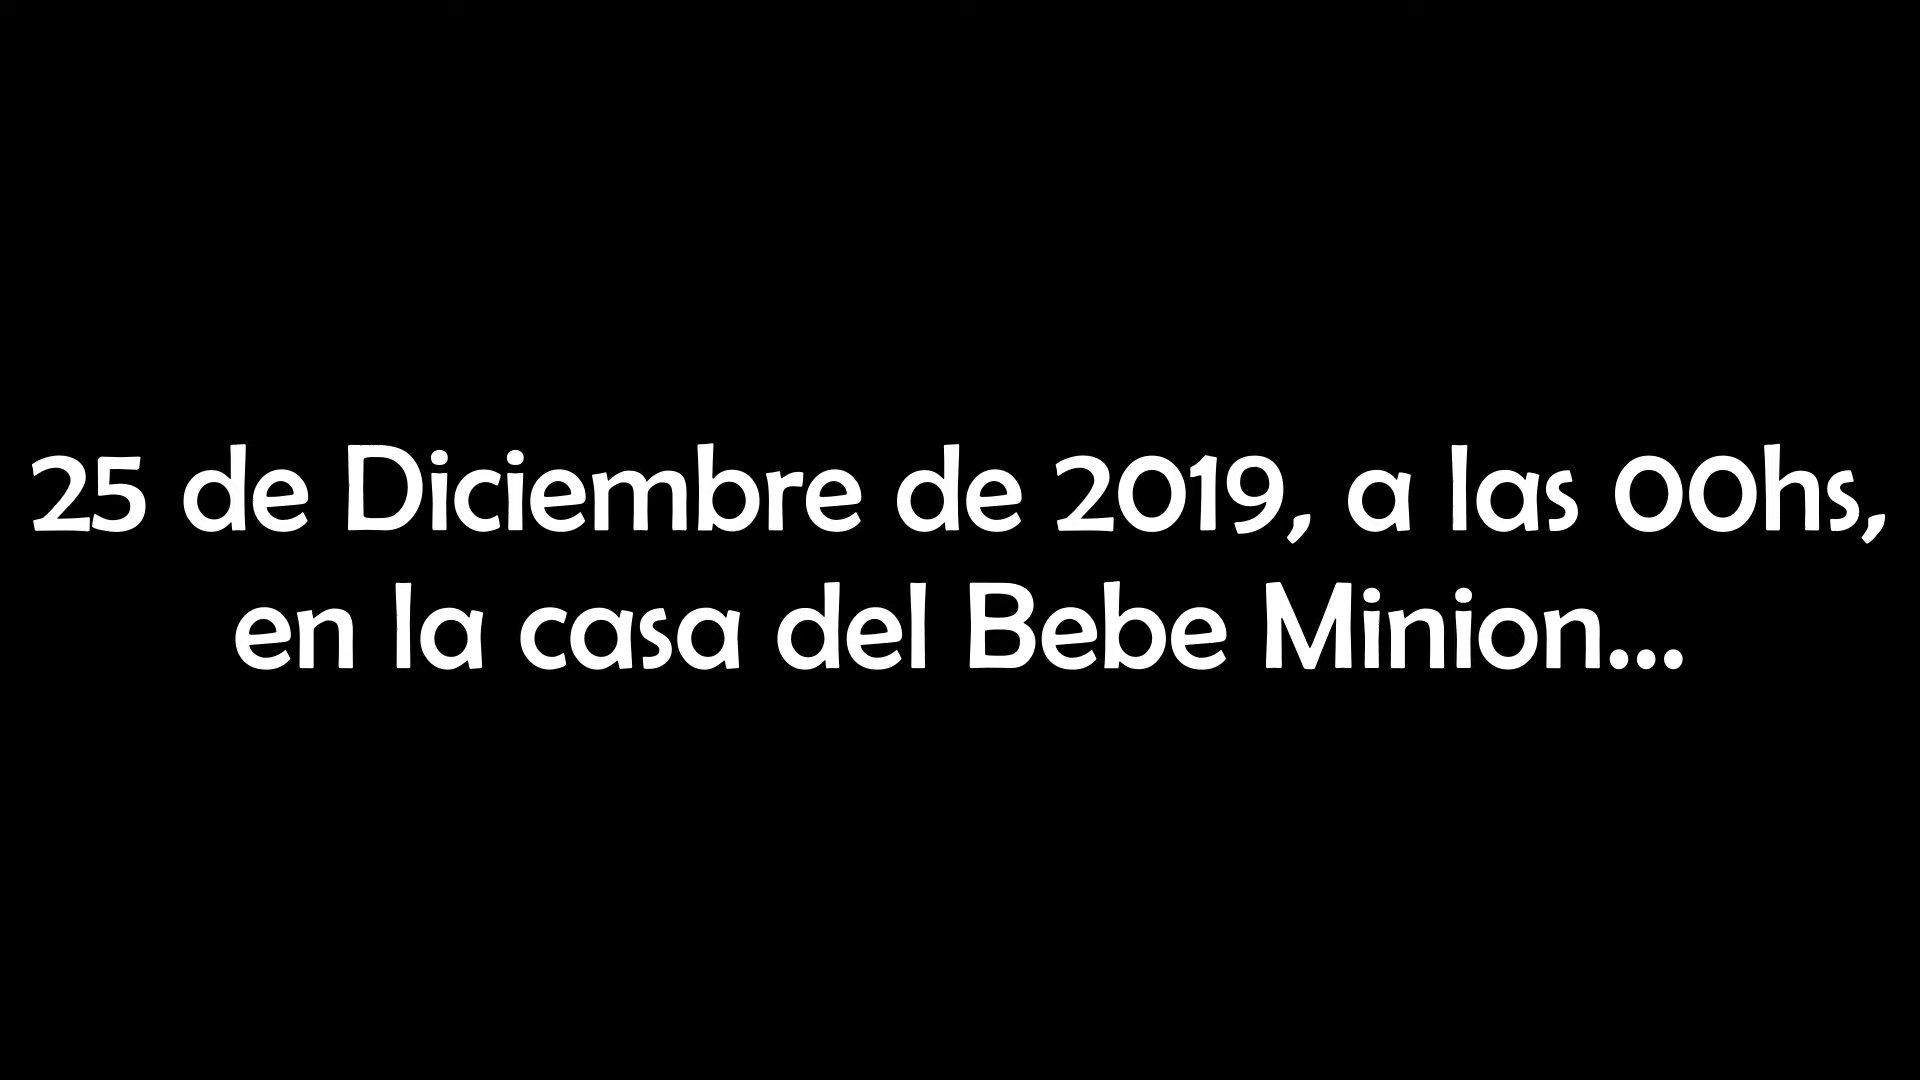 25 de Diciembre de 2019, a las 00hs,
en la casa del Bebe Minion...